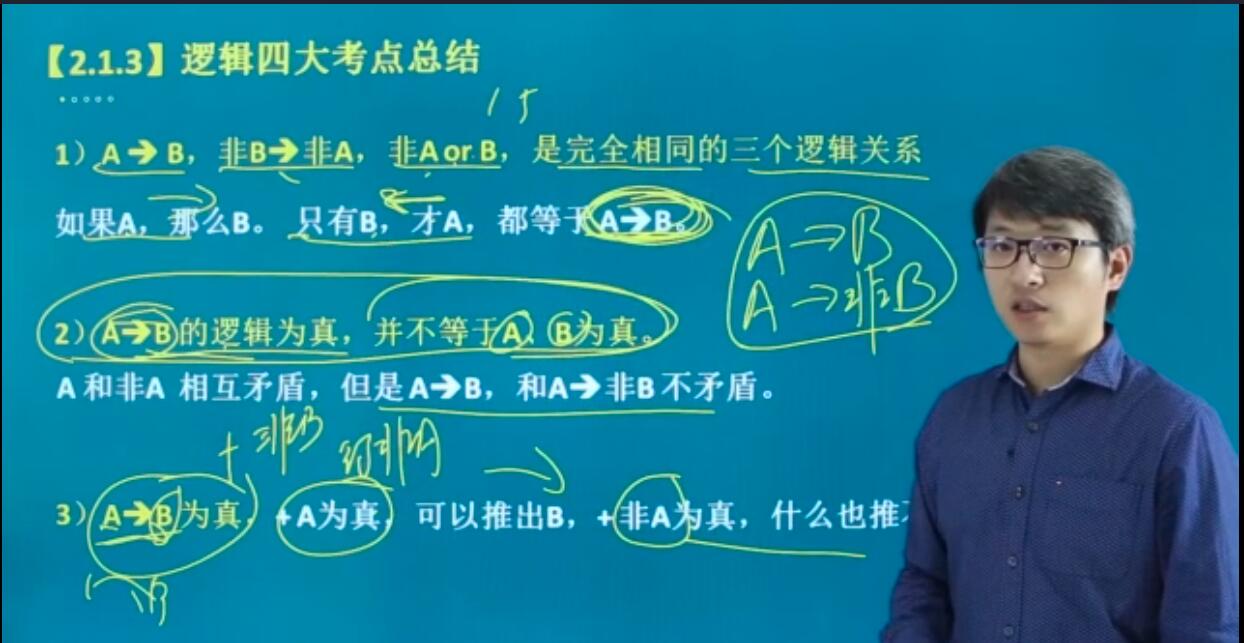 【2.1.3】逻辑四大考点总结
1）A➔B，非B➔非A，非A or B，是完全相同的三个逻辑关系
如果A，那么B。 只有B，才A，都等于A➔B。
A→B
A→非B
2）A➔B的逻辑为真，并不等于A、B为真。
A 和非A 相互矛盾，但是A➔B，和A➔非B不矛盾。
+非B
非A
3）A➔B为真，+A为真，可以推出B，+非A为真，什么也推